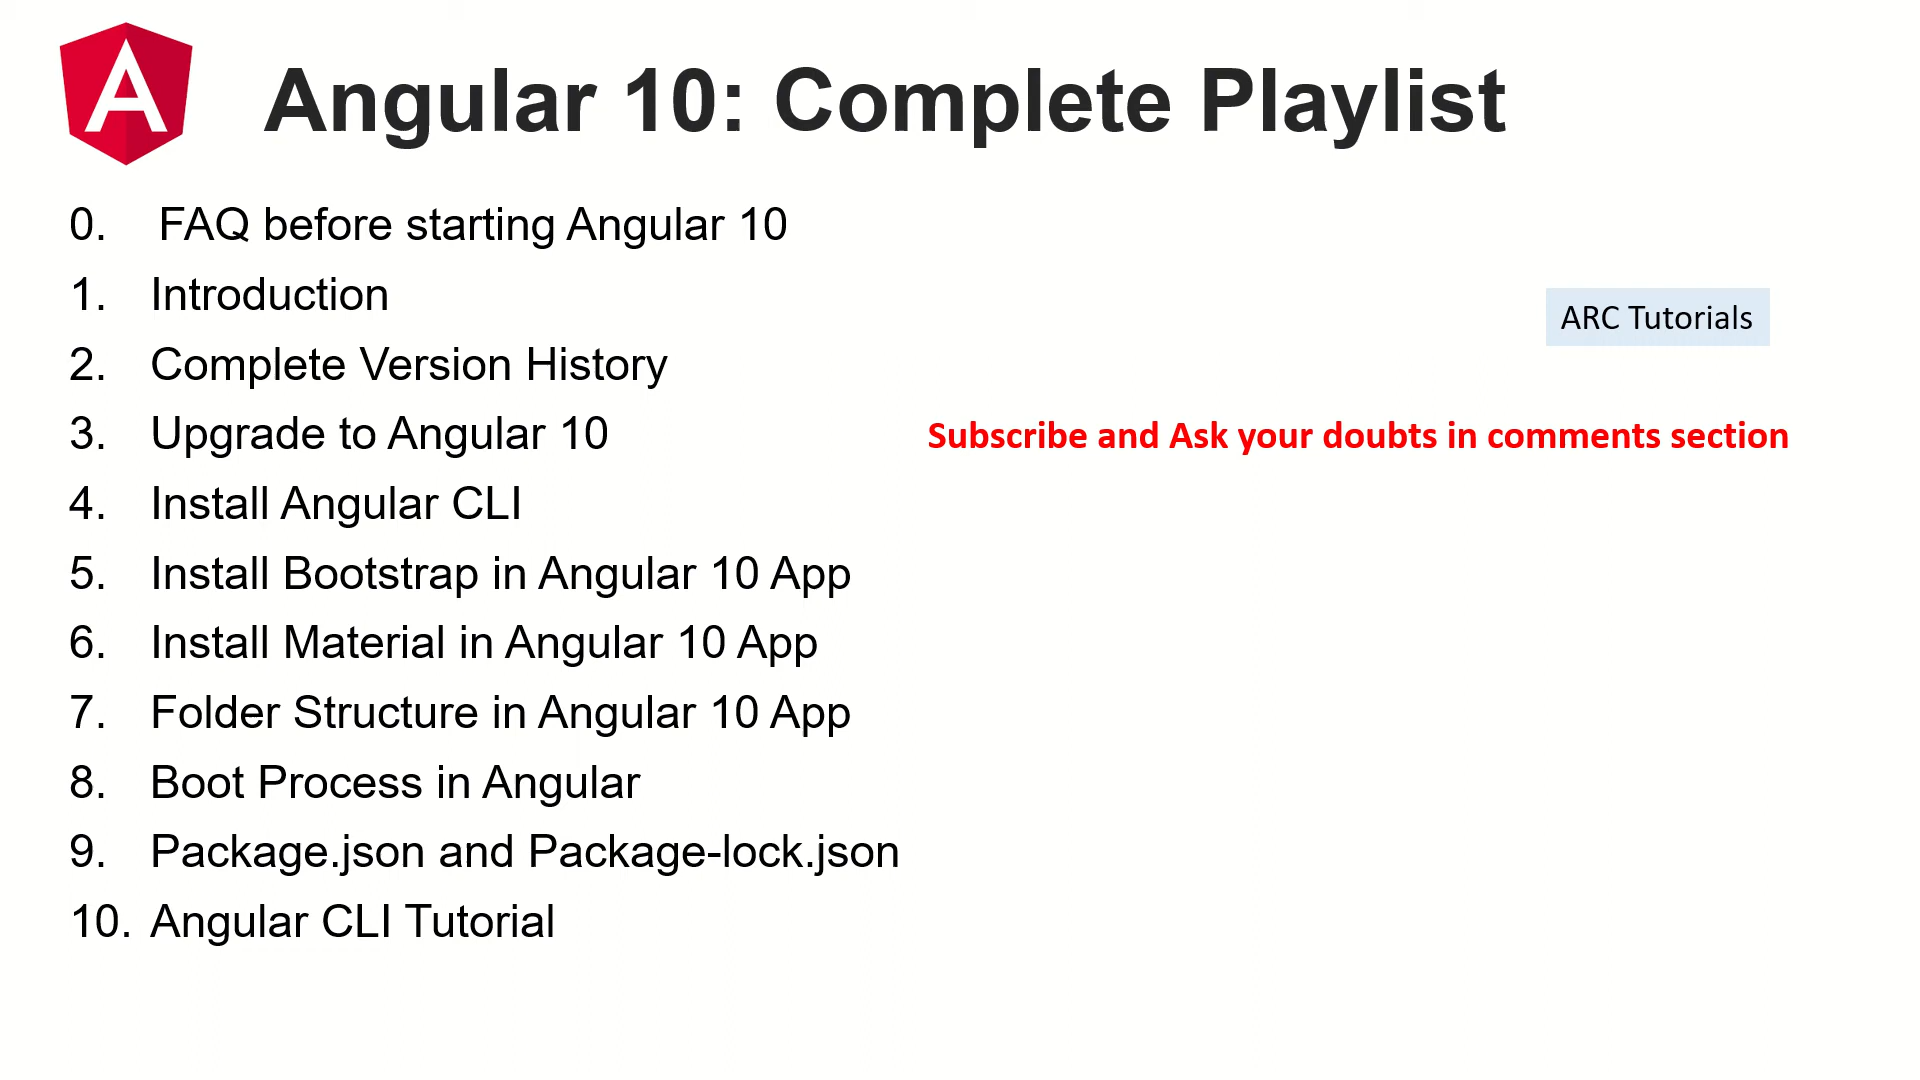 Angular 10: Complete Playlist
0. FAQ before starting Angular 10
1. Introduction
2. Complete Version History
3. Upgrade to Angular 10
4. Install Angular CLI
5. Install Bootstrap in Angular 10 App
6. Install Material in Angular 10 App
7. Folder Structure in Angular 10 App
8. Boot Process in Angular
9. Package.json and Package-lock.json
10. Angular CLI Tutorial
ARC Tutorials
Subscribe and Ask your doubts in comments section